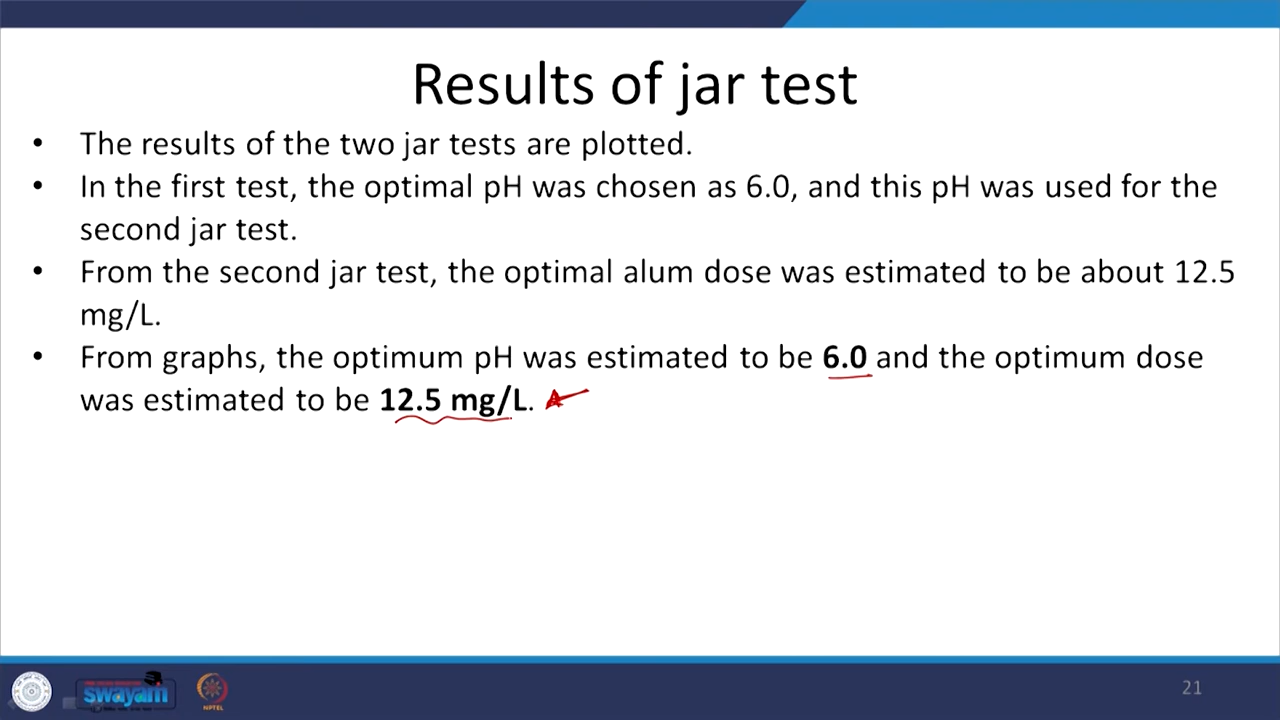 Results of jar test
• The results of the two jar tests are plotted.
• In the first test, the optimal pH was chosen as 6.0, and this pH was used for the
second jar test.
• From the second jar test, the optimal alum dose was estimated to be about 12.5
mg/L.
• From graphs, the optimum pH was estimated to be 6.0 and the optimum dose
was estimated to be 12.5 mg/L.
swayam
NPTEL
21